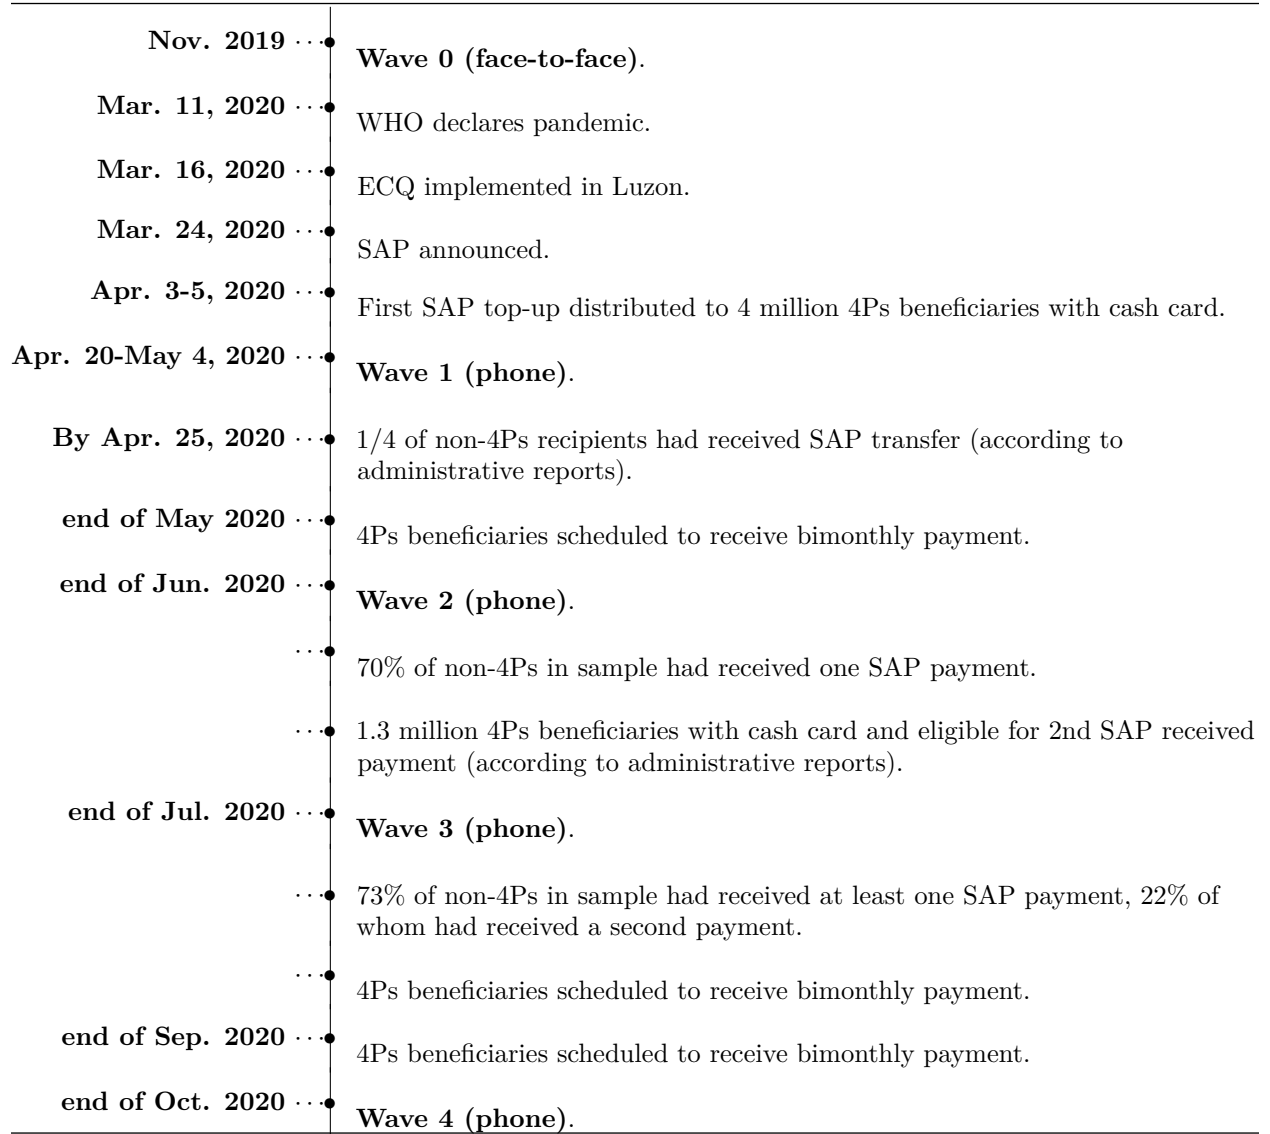 Nov. 2019 ··· Wave 0 (face-to-face).
Mar. 11, 2020 ··· WHO declares pandemic.
Mar. 16, 2020 ··· ECQ implemented in Luzon.
Mar. 24, 2020 ··· SAP announced.
Apr. 3-5, 2020 ··· First SAP top-up distributed to 4 million 4Ps beneficiaries with cash card.
Apr. 20-May 4, 2020 ··· Wave 1 (phone).
By Apr. 25, 2020 ··· 1/4 of non-4Ps recipients had received SAP transfer (according to
administrative reports).
end of May 2020 ··· 4Ps beneficiaries scheduled to receive bimonthly payment.
end of Jun. 2020 ··· Wave 2 (phone).
··· 70% of non-4Ps in sample had received one SAP payment.
··· 1.3 million 4Ps beneficiaries with cash card and eligible for 2nd SAP received
payment (according to administrative reports).
end of Jul. 2020 ··· Wave 3 (phone).
··· 73% of non-4Ps in sample had received at least one SAP payment, 22% of
whom had received a second payment.
··· 4Ps beneficiaries scheduled to receive bimonthly payment.
end of Sep. 2020 ··· 4Ps beneficiaries scheduled to receive bimonthly payment.
end of Oct. 2020 ··· Wave 4 (phone).